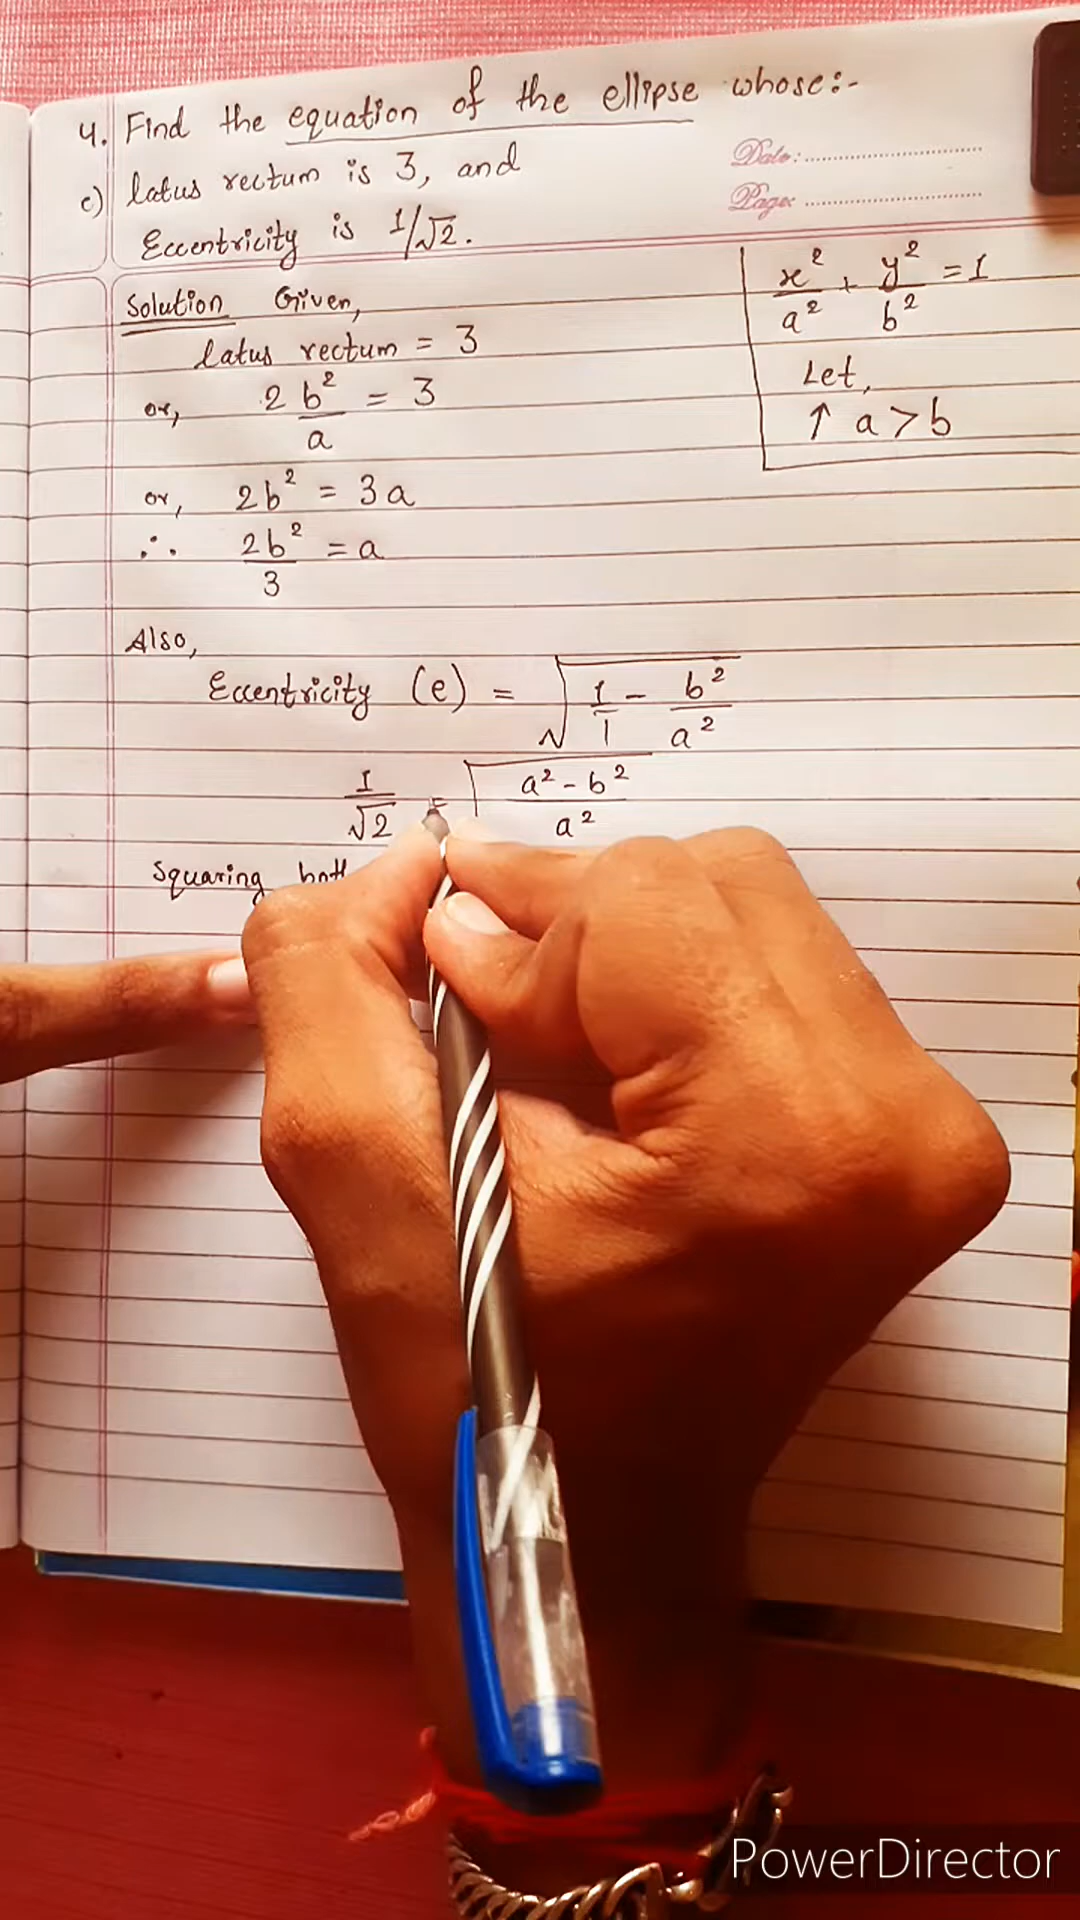 4. Find the equation of the ellipse whose:-
c) latus rectum is 3, and
Eccentricity is 1/√2.
Date:
Page:
Solution Given,
latus rectum = 3
or, 2b²/a = 3
or, 2b² = 3a
∴ 2b²/3 = a
x²/a² + y²/b² = 1
Let,
↑ a > b
Also,
Eccentricity (e) = √(1/1 - b²/a²)
1/√2 = √(a² - b²/a²)
Squaring
PowerDirector